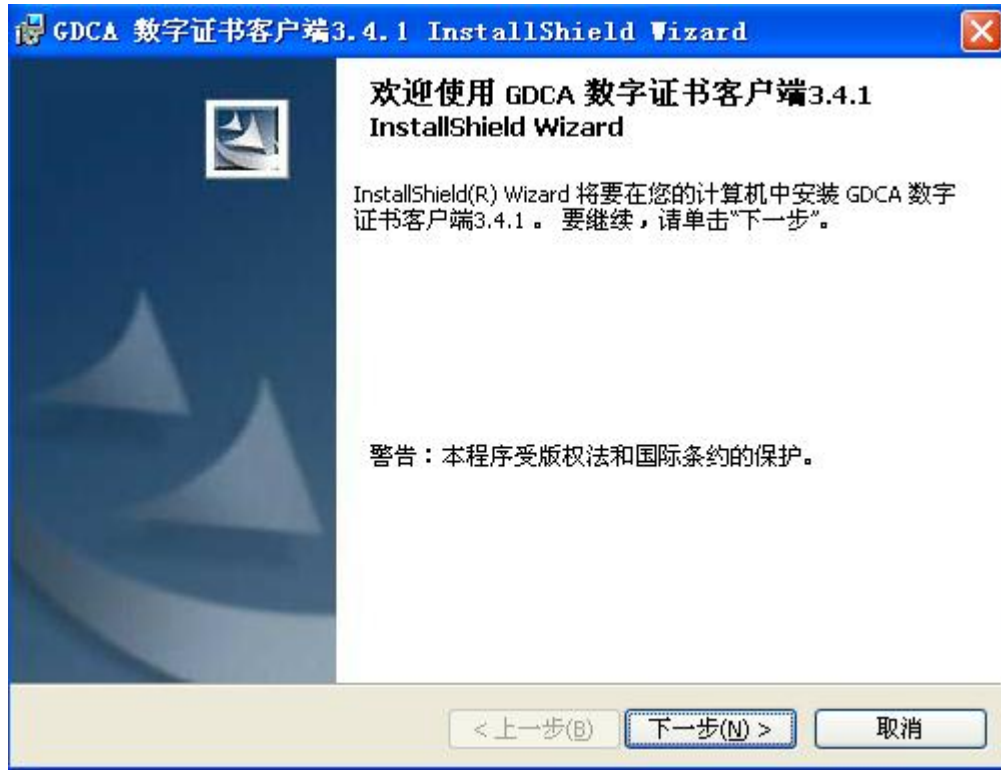 GDCA 数字证书客户端3.4.1 InstallShield Wizard
欢迎使用 GDCA 数字证书客户端3.4.1
InstallShield Wizard
InstallShield(R) Wizard 将要在您的计算机中安装 GDCA 数字
证书客户端3.4.1 。 要继续，请单击“下一步”。
警告：本程序受版权法和国际条约的保护。
< 上一步(B) 下一步(N) > 取消